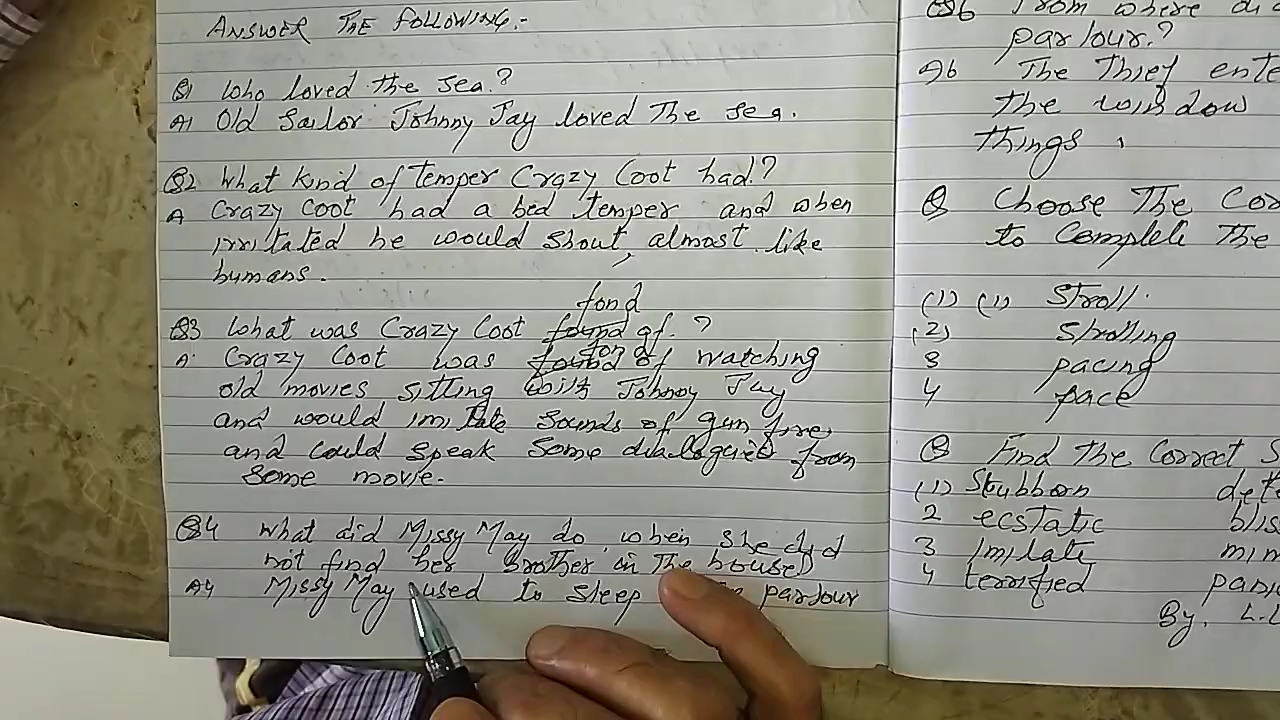 ANSWER THE FOLLOWING:-
Q1 Who loved the sea?
A1 Old Sailor Johnny Jay loved The sea.
Q2 What kind of Temper Crazy Coot had?
A Crazy Coot had a bed temper and when
irritated he would shout, almost like
humans.
fond
Q3 What was Crazy Coot found of?
A. Crazy Coot was found of watching
old movies sitting with Johnny Jay
and would imitate sounds of gun fire,
and could speak some dialogues from
some movie.
Q4 What did Missy May do when she did
not find her brother in The house
A4 Missy May used to sleep parlour
Q6 From where di
parlour?
A6 The Thief ente
the window
things.
Q Choose The Cor
to Complete The
(1) (1) Stroll.
(2) Strolling
3 pacing
4 pace
Q Find The Correct S
(1) Stubborn det
2 ecstatic blis
3 Imitate mim
4 terrified pani
By. L.